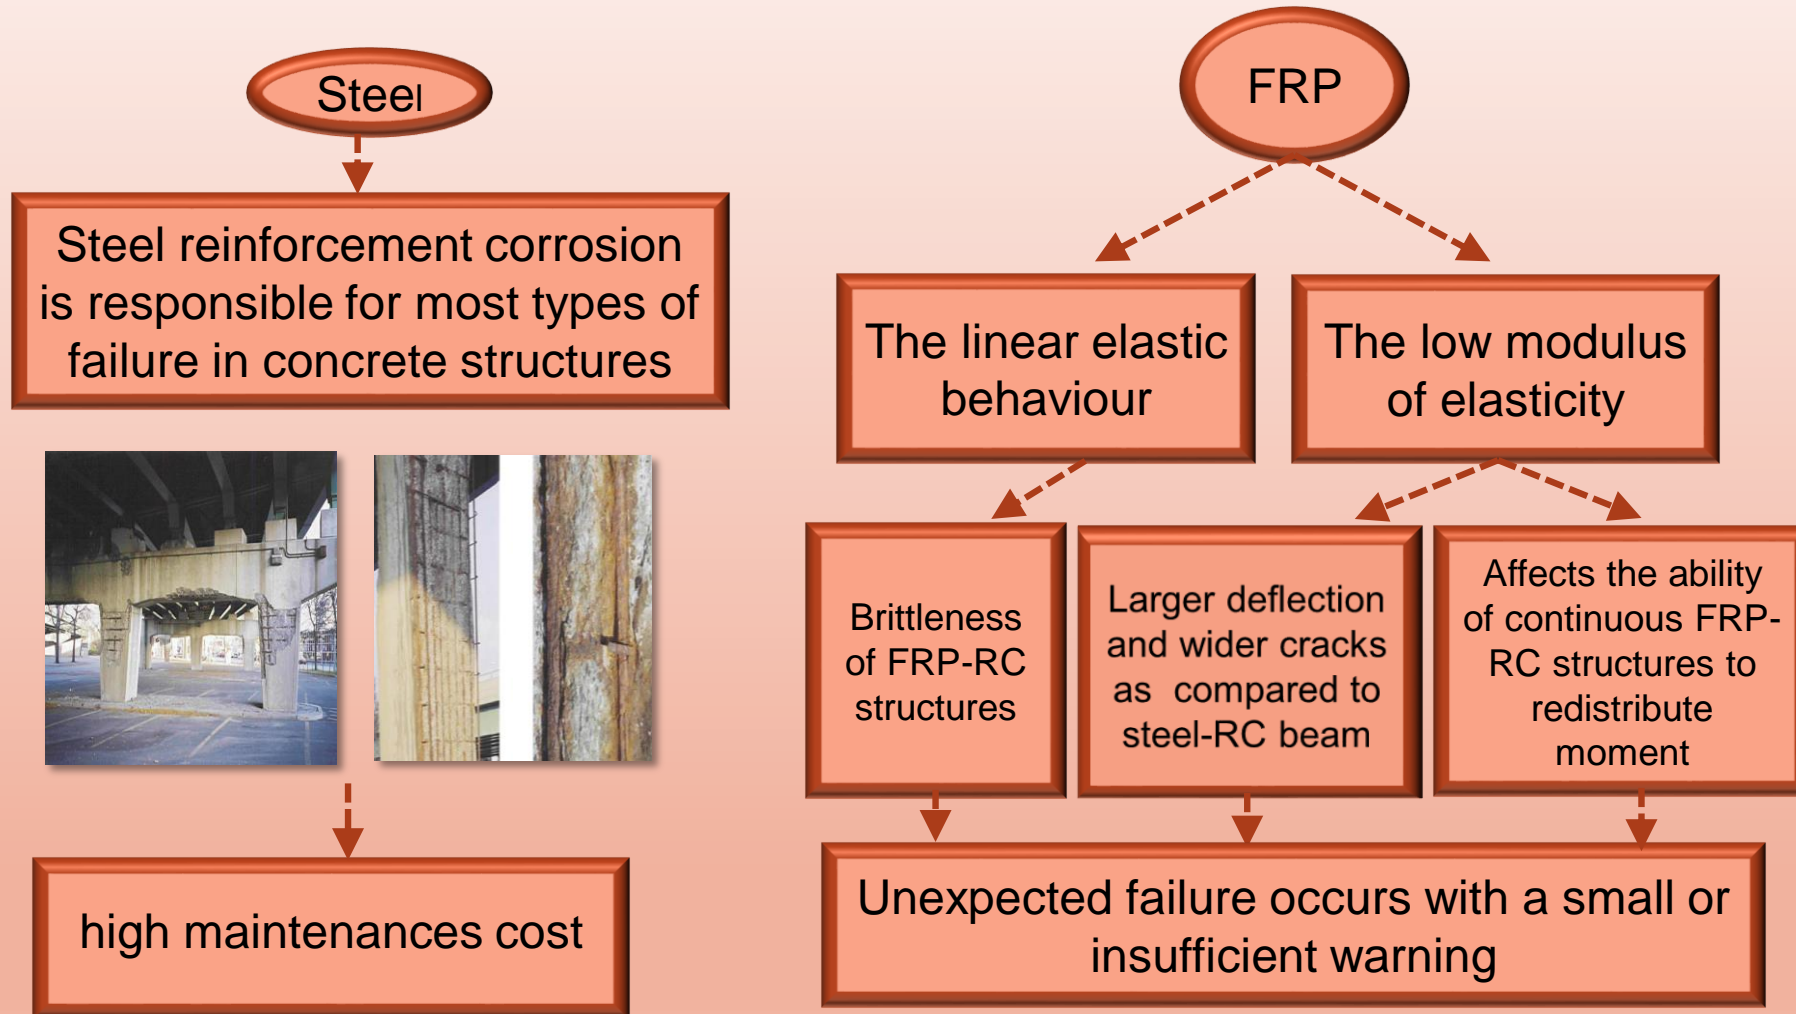 Steel
Steel reinforcement corrosion
is responsible for most types of
failure in concrete structures
high maintenances cost
FRP
The linear elastic
behaviour
The low modulus
of elasticity
Brittleness
of FRP-RC
structures
Larger deflection
and wider cracks
as compared to
steel-RC beam
Affects the ability
of continuous FRP-
RC structures to
redistribute
moment
Unexpected failure occurs with a small or
insufficient warning